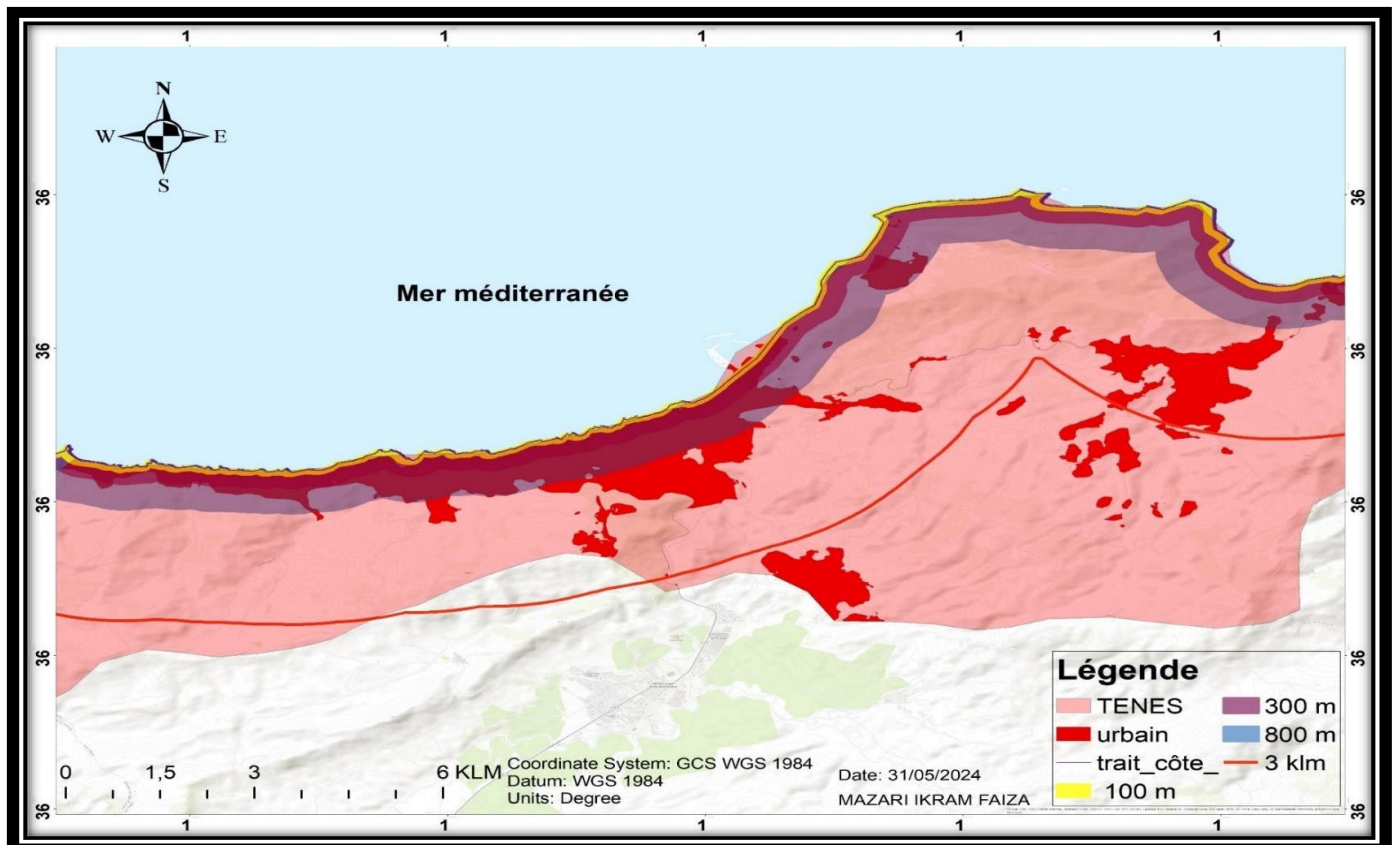 1 1 1 1 1
N
W E
S
36 36
Mer méditerranée
36 36
36 36
36 36
36 36
Légende
TENES
urbain
trait_côte_
100 m
300 m
800 m
3 klm
0 1,5 3 6 KLM
Coordinate System: GCS WGS 1984
Datum: WGS 1984
Units: Degree
Date: 31/05/2024
MAZARI IKRAM FAIZA
1 1 1 1 1